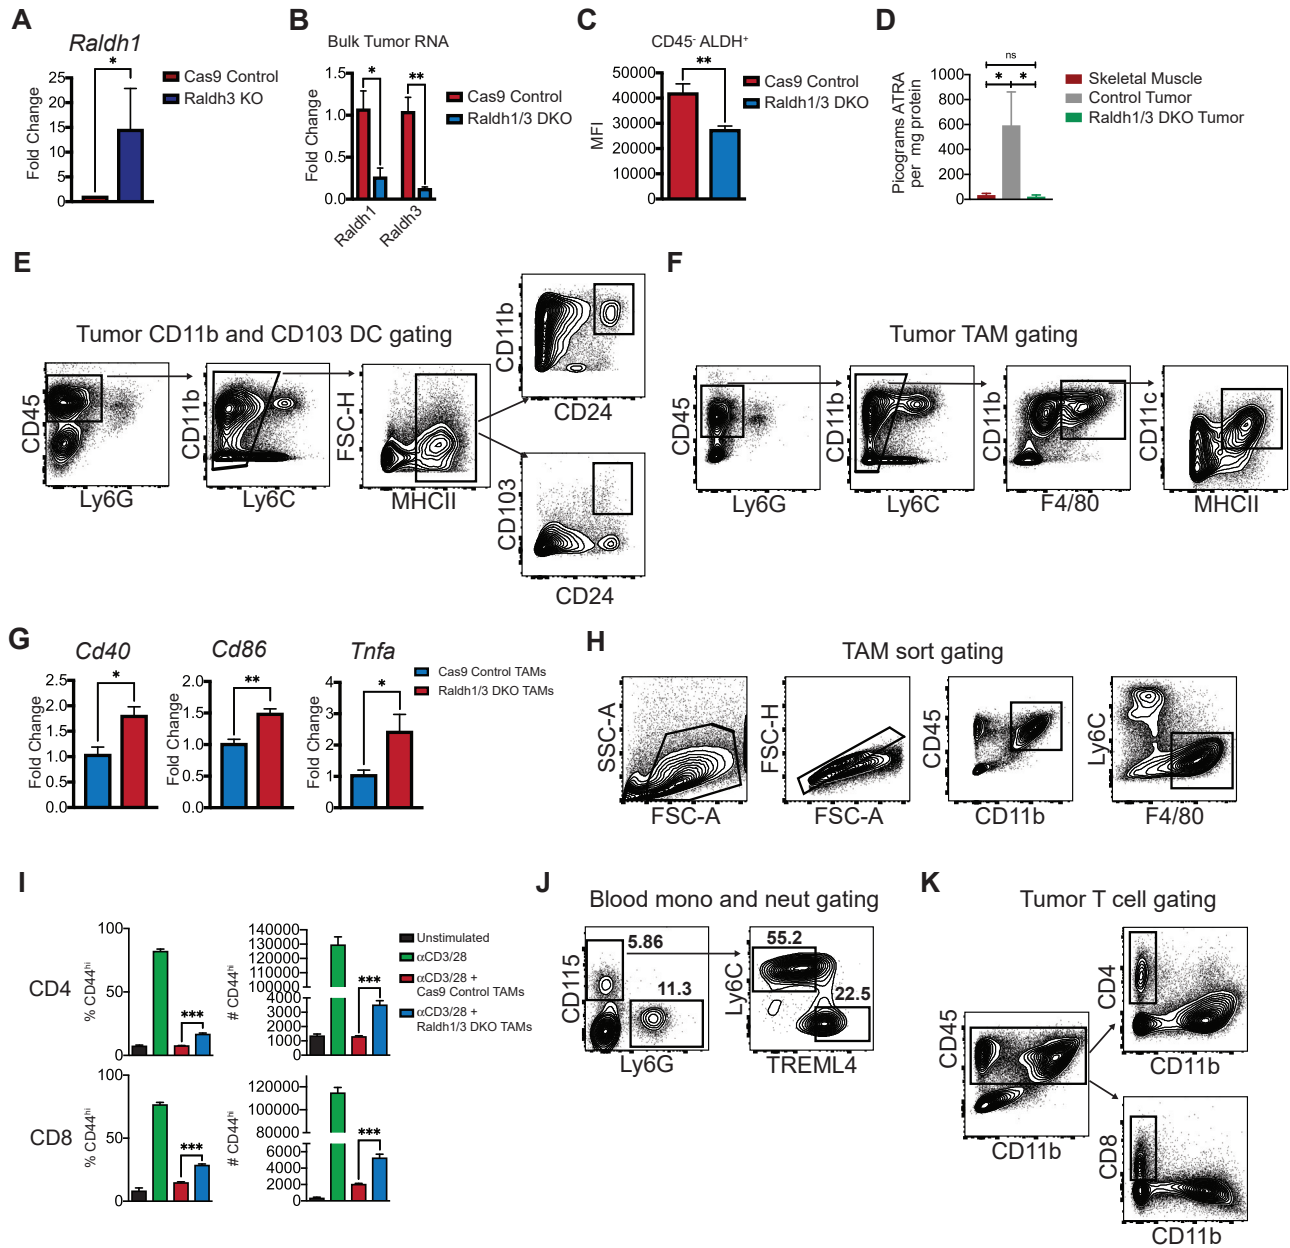 A
Raldh1
*
25
20
15
10
5
0
Fold Change
Cas9 Control
Raldh3 KO
B
Bulk Tumor RNA
*
**
1.5
1.0
1.5
0.0
Fold Change
Raldh1
Raldh3
Cas9 Control
Raldh1/3 DKO
C
CD45- ALDH+
**
50000
40000
30000
20000
10000
0
MFI
Cas9 Control
Raldh1/3 DKO
D
ns
*
*
1000
800
600
400
200
0
Picograms ATRA
per mg protein
Skeletal Muscle
Control Tumor
Raldh1/3 DKO Tumor
E
Tumor CD11b and CD103 DC gating
CD45
Ly6G
CD11b
Ly6C
FSC-H
MHCII
CD11b
CD24
CD103
CD24
F
Tumor TAM gating
CD45
Ly6G
CD11b
Ly6C
CD11b
F4/80
CD11c
MHCII
G
Cd40
*
2.5
2.0
1.5
1.0
0.5
0.0
Fold Change
Cd86
**
2.0
1.5
1.0
0.5
0.0
Fold Change
Tnfa
*
4
3
2
1
0
Fold Change
Cas9 Control TAMs
Raldh1/3 DKO TAMs
H
TAM sort gating
SSC-A
FSC-A
FSC-H
FSC-A
CD45
CD11b
Ly6C
F4/80
I
CD4
100
50
0
% CD44hi
***
140000
130000
120000
110000
100000
90000
4000
3000
2000
1000
0
# CD44hi
***
Unstimulated
αCD3/28
αCD3/28 +
Cas9 Control TAMs
αCD3/28 +
Raldh1/3 DKO TAMs
CD8
100
50
0
% CD44hi
***
120000
100000
80000
6000
4000
2000
0
# CD44hi
***
J
Blood mono and neut gating
5.86
11.3
CD115
Ly6G
55.2
22.5
Ly6C
TREML4
K
Tumor T cell gating
CD45
CD11b
CD4
CD11b
CD8
CD11b